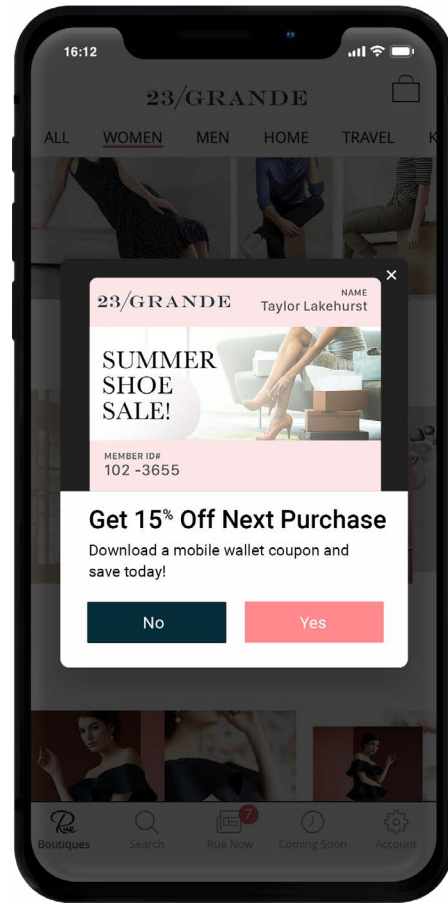 16:12
23/GRANDE
ALL WOMEN MEN HOME TRAVEL K
23/GRANDE
NAME
Taylor Lakehurst
SUMMER
SHOE
SALE!
MEMBER ID#
102 -3655
Get 15% Off Next Purchase
Download a mobile wallet coupon and
save today!
No Yes
7
Rue
Boutiques Search Rue Now Coming Soon Account